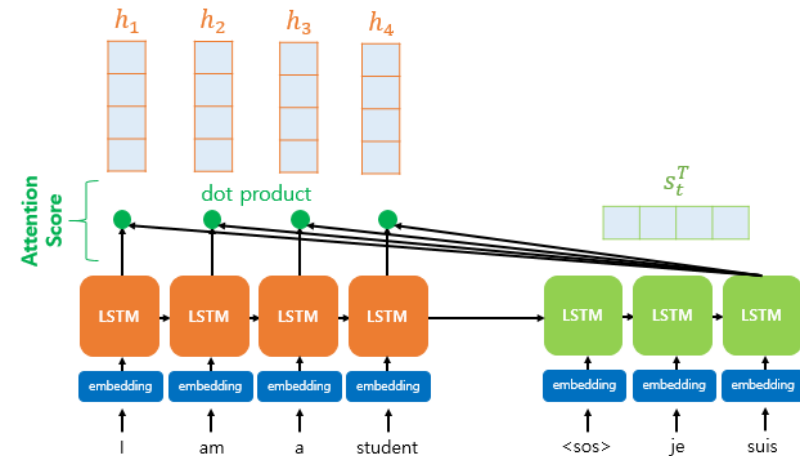 h₁ h₂ h₃ h₄
dot product
Attention
Score
sₜᵀ
LSTM LSTM LSTM LSTM LSTM LSTM LSTM
embedding embedding embedding embedding embedding embedding embedding
I am a student <sos> je suis